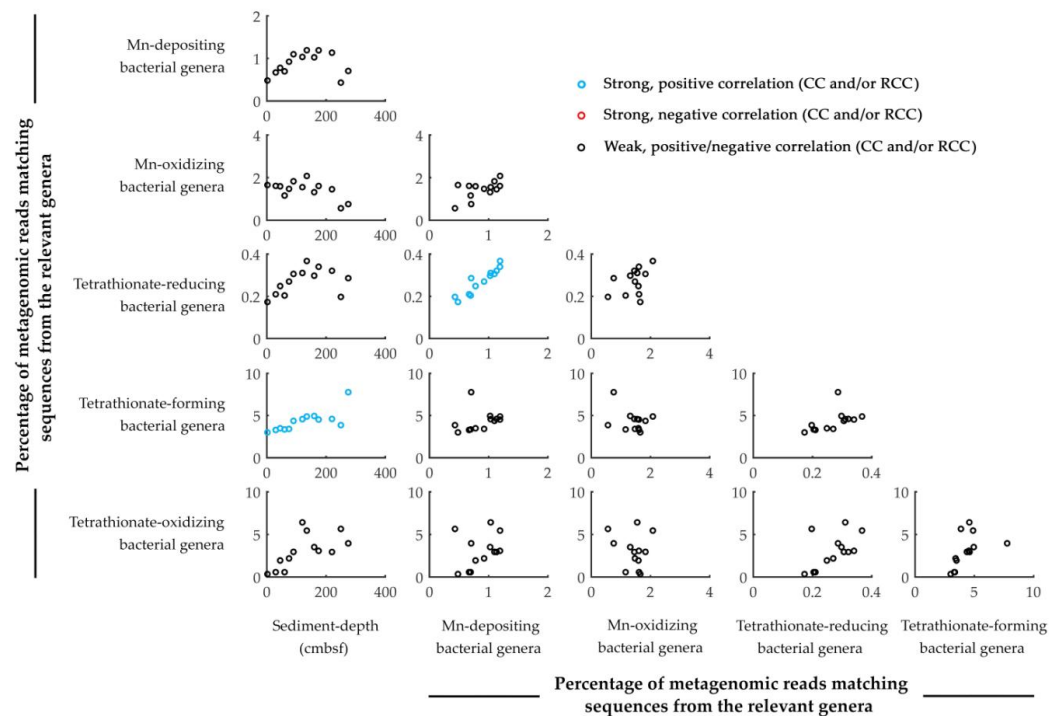 Percentage of metagenomic reads matching
sequences from the relevant genera
Mn-depositing
bacterial genera
2
1
0
0 200 400
Strong, positive correlation (CC and/or RCC)
Strong, negative correlation (CC and/or RCC)
Weak, positive/negative correlation (CC and/or RCC)
Mn-oxidizing
bacterial genera
4
2
0
0 200 400
4
2
0
0 1 2
Tetrathionate-reducing
bacterial genera
0.4
0.2
0
0 200 400
0.4
0.2
0
0 1 2
0.4
0.2
0
0 2 4
Tetrathionate-forming
bacterial genera
10
5
0
0 200 400
10
5
0
0 1 2
10
5
0
0 2 4
10
5
0
0 0.2 0.4
Tetrathionate-oxidizing
bacterial genera
10
5
0
0 200 400
10
5
0
0 1 2
10
5
0
0 2 4
10
5
0
0 0.2 0.4
10
5
0
0 5 10
Sediment-depth
(cmbsf)
Mn-depositing
bacterial genera
Mn-oxidizing
bacterial genera
Tetrathionate-reducing
bacterial genera
Tetrathionate-forming
bacterial genera
Percentage of metagenomic reads matching
sequences from the relevant genera